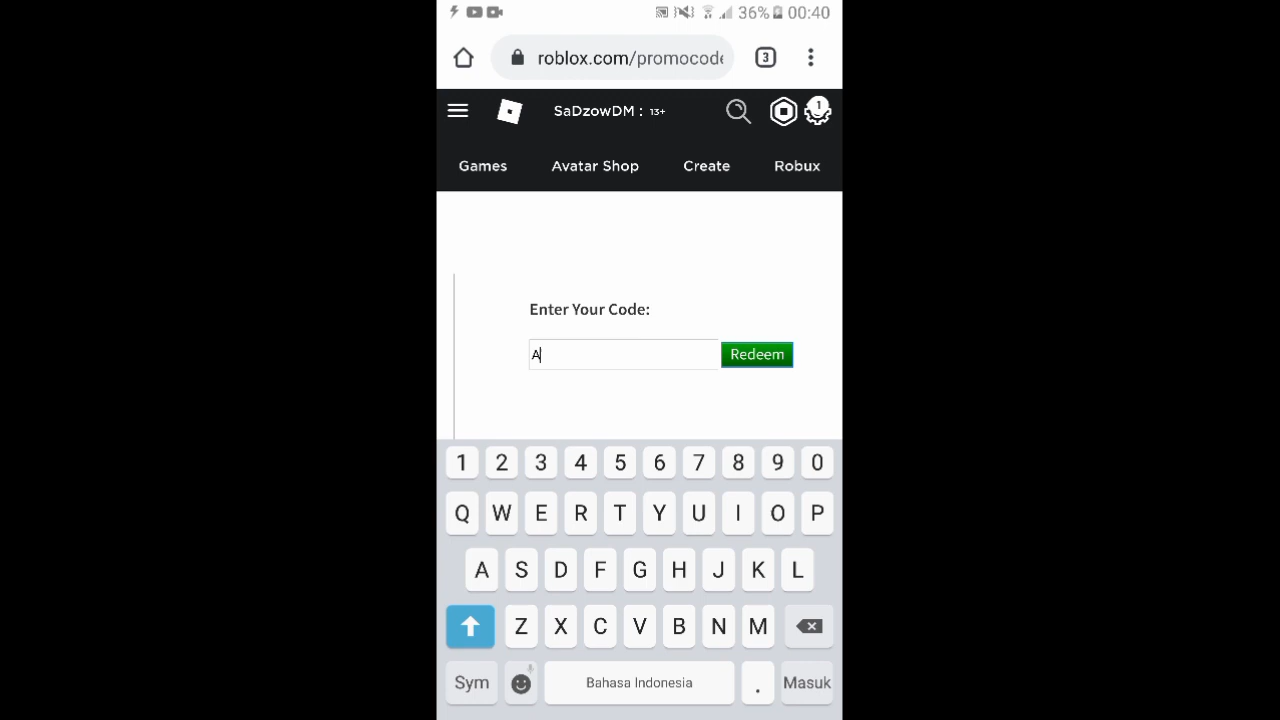 36% 00:40
roblox.com/promocode
3
SaDzowDM : 13+
1
Games Avatar Shop Create Robux
Enter Your Code:
A Redeem
1 2 3 4 5 6 7 8 9 0
Q W E R T Y U I O P
A S D F G H J K L
Z X C V B N M
Sym Bahasa Indonesia . Masuk